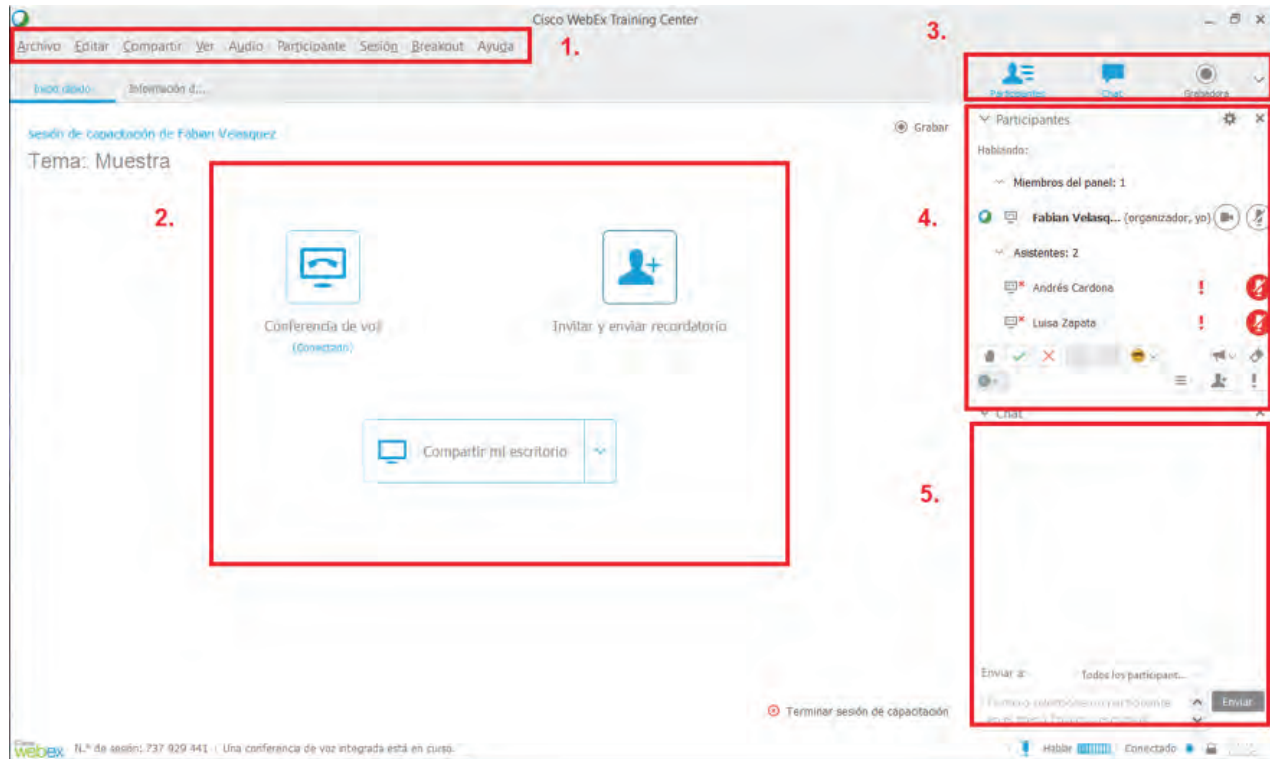 Cisco WebEx Training Center
Archivo Editar Compartir Ver Audio Participante Sesión Breakout Ayuda
1.
3.
Inicio rápido Información d...
Participantes Chat Grabadora
sesión de capacitación de Fabian Velasquez
Grabar
Tema: Muestra
Participantes
Hablando:
Miembros del panel: 1
2.
4.
Fabian Velasq... (organizador, yo)
Asistentes: 2
Andrés Cardona
Luisa Zapata
Conferencia de voz
(Conectado)
Invitar y enviar recordatorio
Chat
Compartir mi escritorio
5.
Enviar a: Todos los participant...
Enviar
Terminar sesión de capacitación
Cisco webex N.º de sesión: 737 929 441 Una conferencia de voz integrada está en curso.
Hablar Conectado